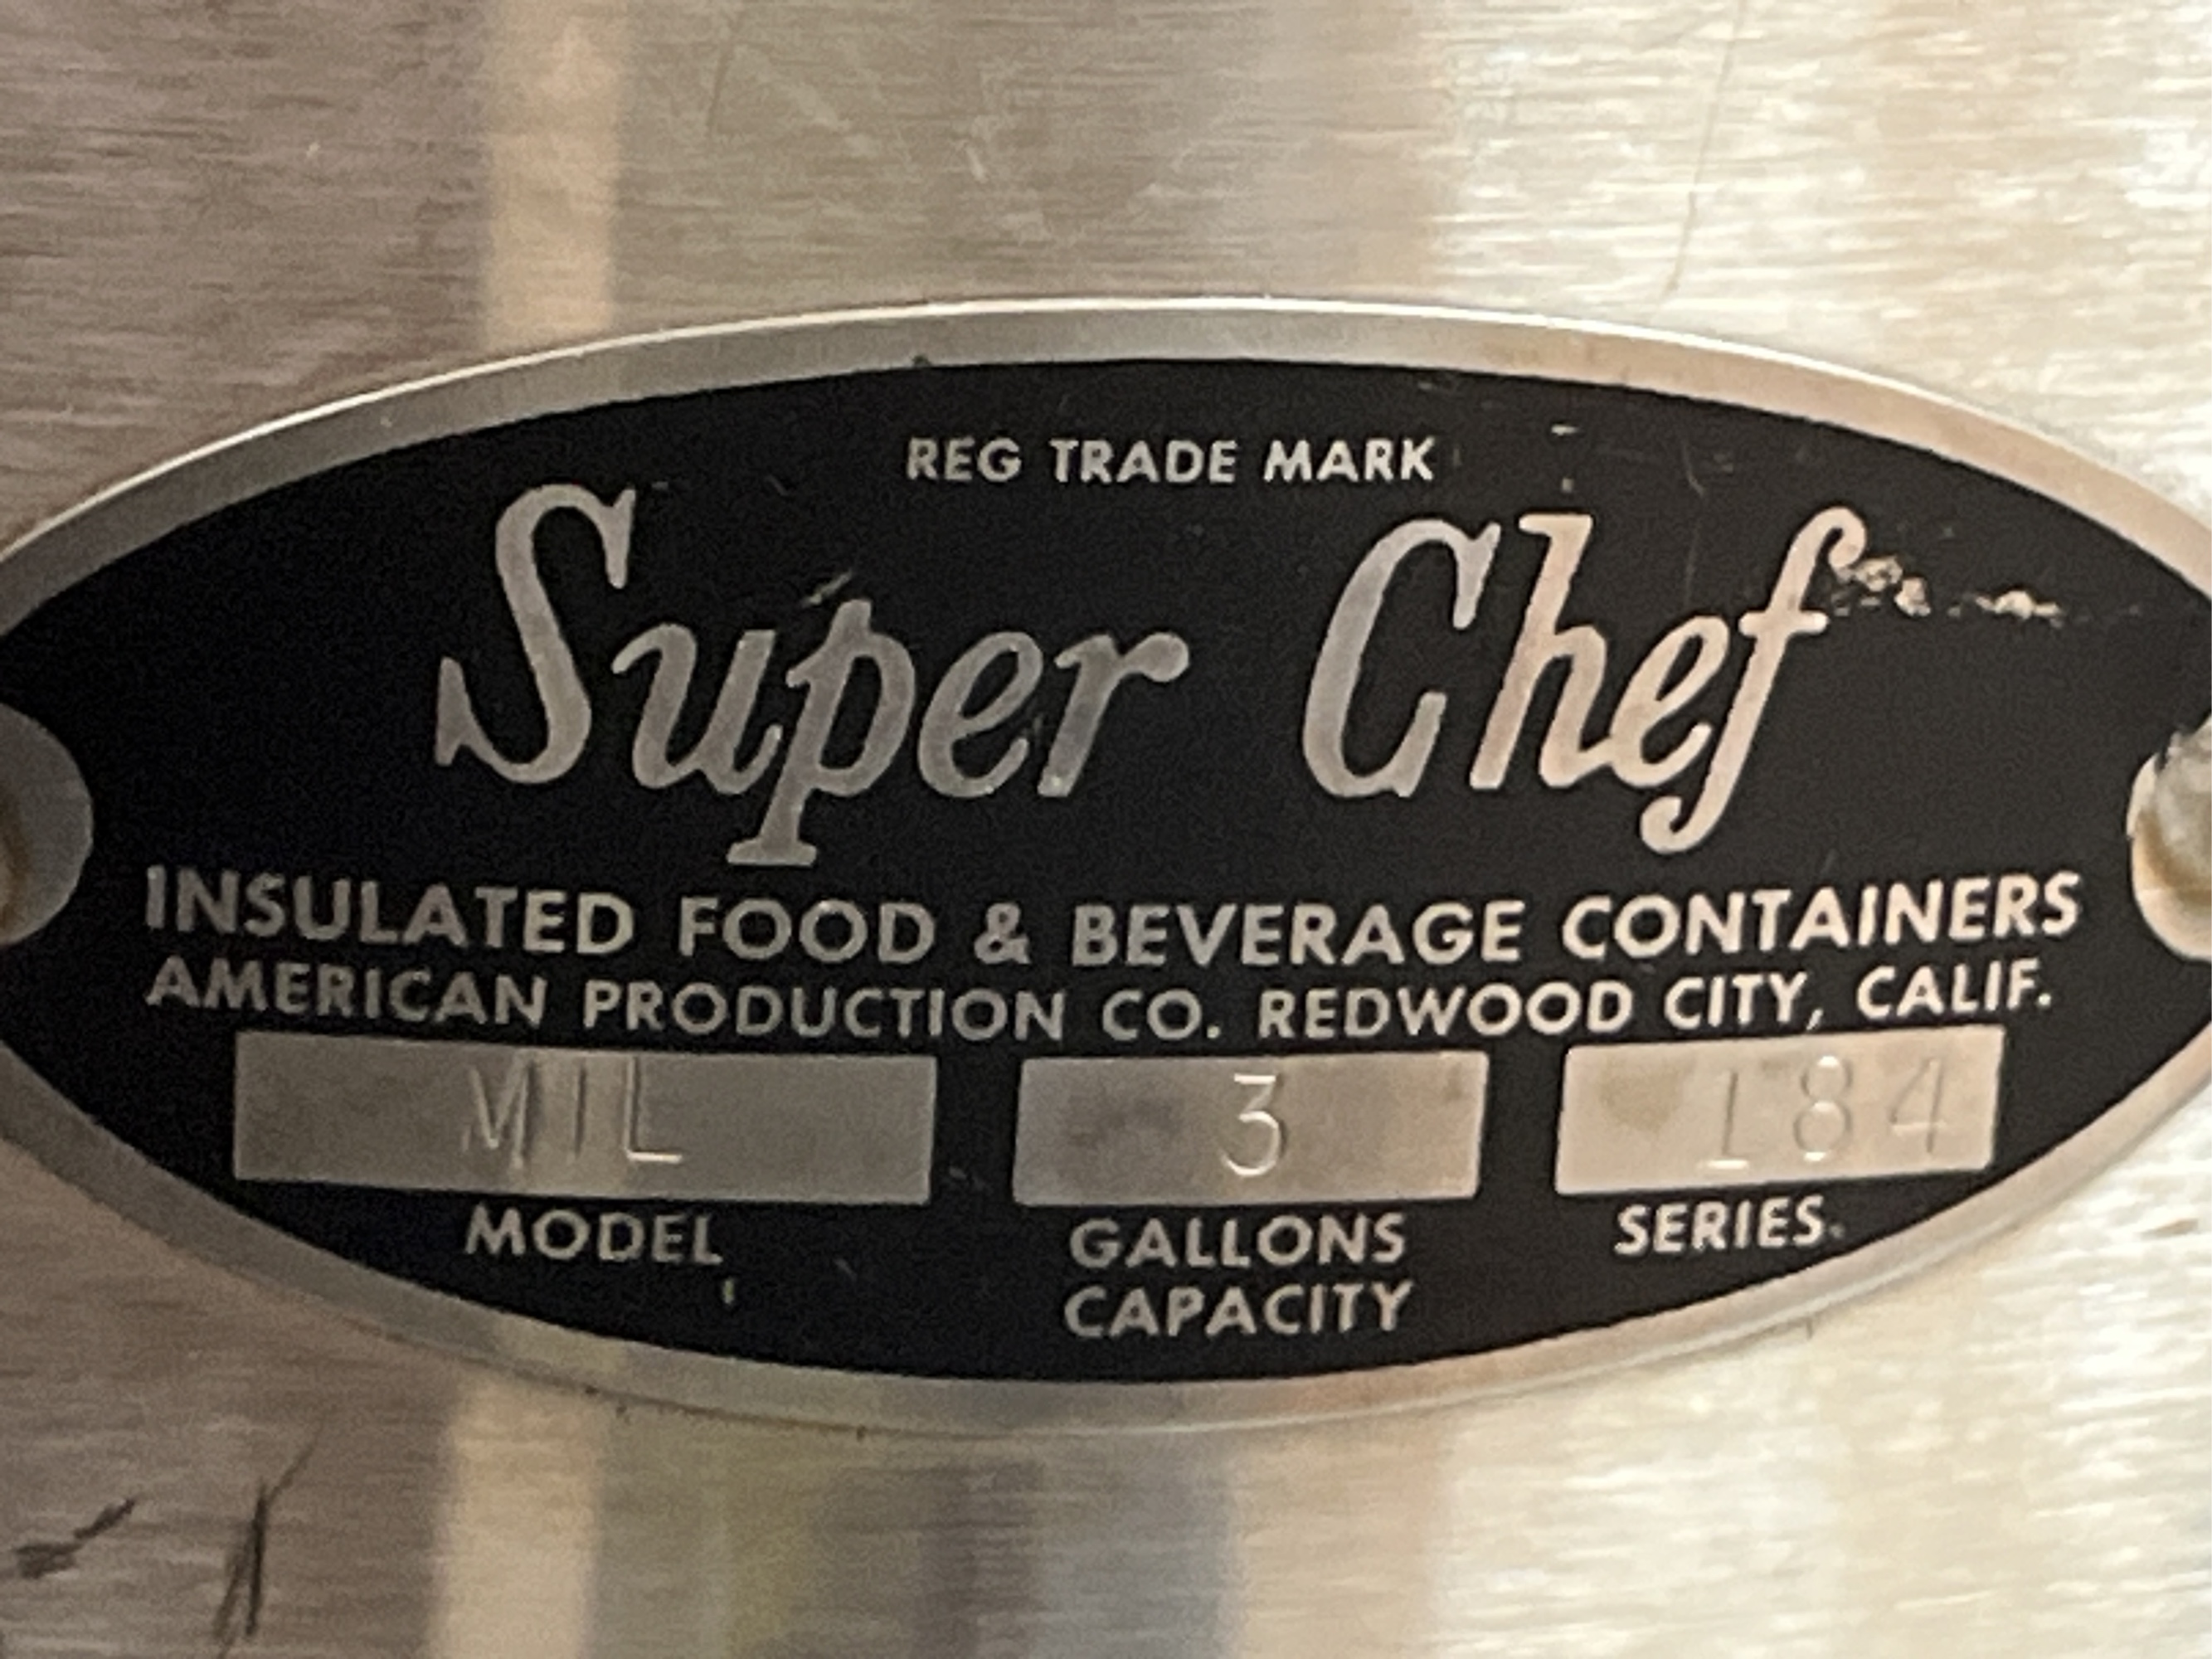 REG TRADE MARK
Super Chef
INSULATED FOOD & BEVERAGE CONTAINERS
AMERICAN PRODUCTION CO. REDWOOD CITY, CALIF.
MIL 3 184
MODEL GALLONS CAPACITY SERIES